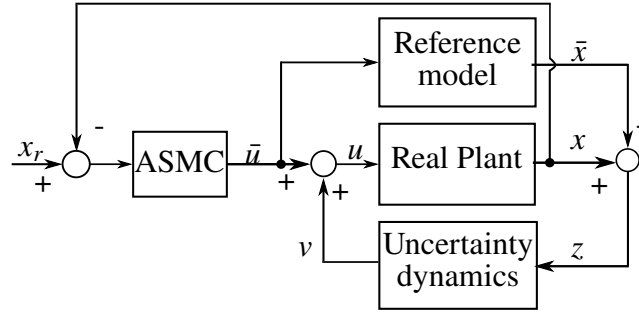 Reference
model
x̄
-
-
x_r
+
ASMC
ū
+
u
+
Real Plant
x
+
v
Uncertainty
dynamics
z